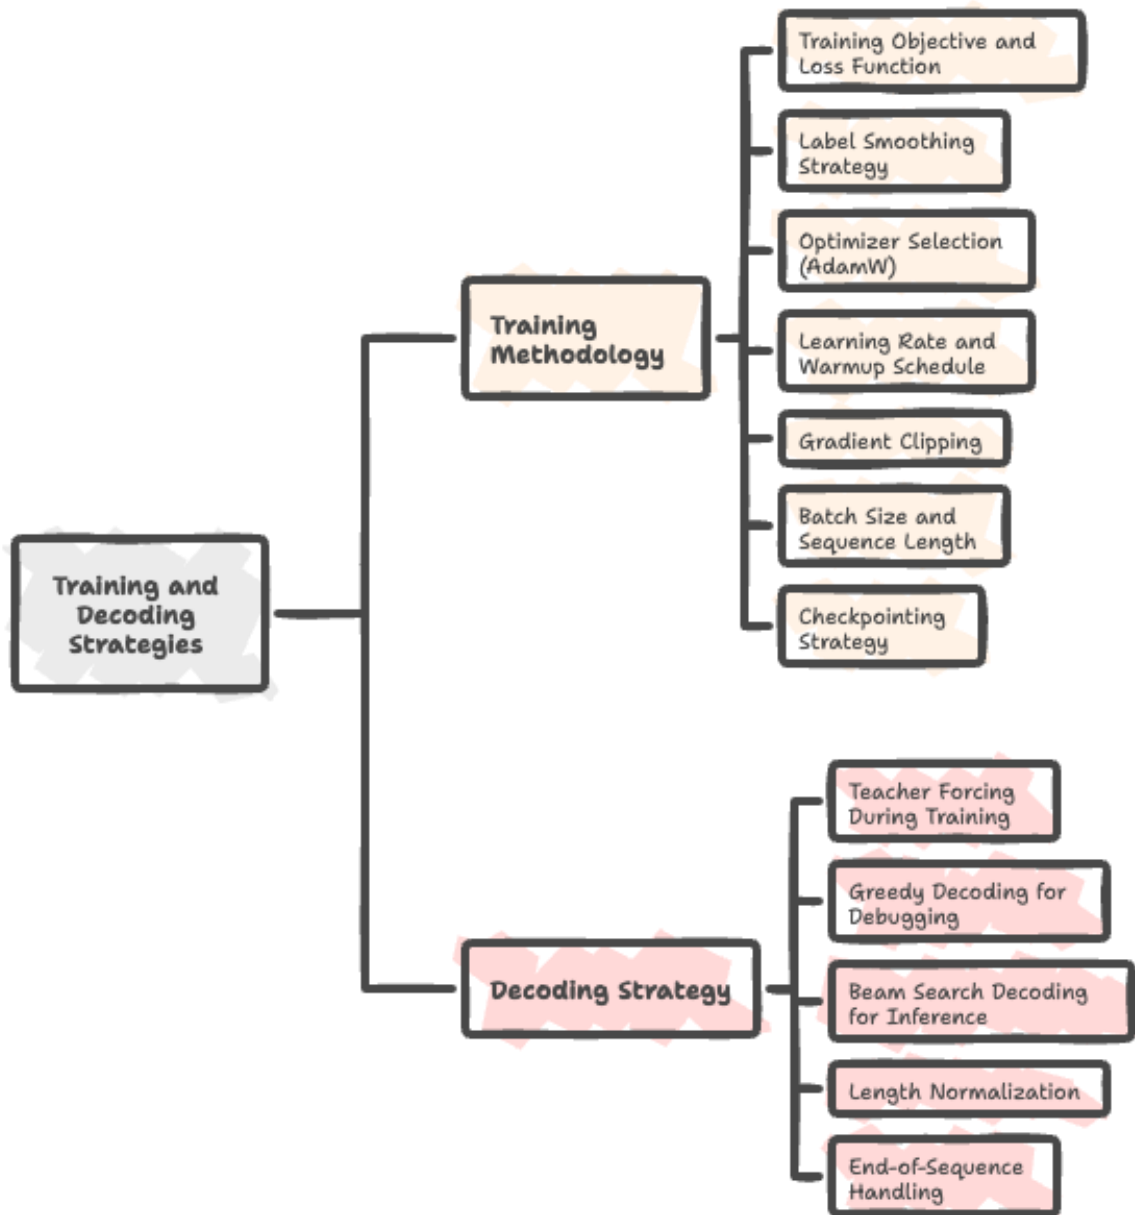 Training and
Decoding
Strategies
Training
Methodology
Training Objective and
Loss Function
Label Smoothing
Strategy
Optimizer Selection
(AdamW)
Learning Rate and
Warmup Schedule
Gradient Clipping
Batch Size and
Sequence Length
Checkpointing
Strategy
Decoding Strategy
Teacher Forcing
During Training
Greedy Decoding for
Debugging
Beam Search Decoding
for Inference
Length Normalization
End-of-Sequence
Handling